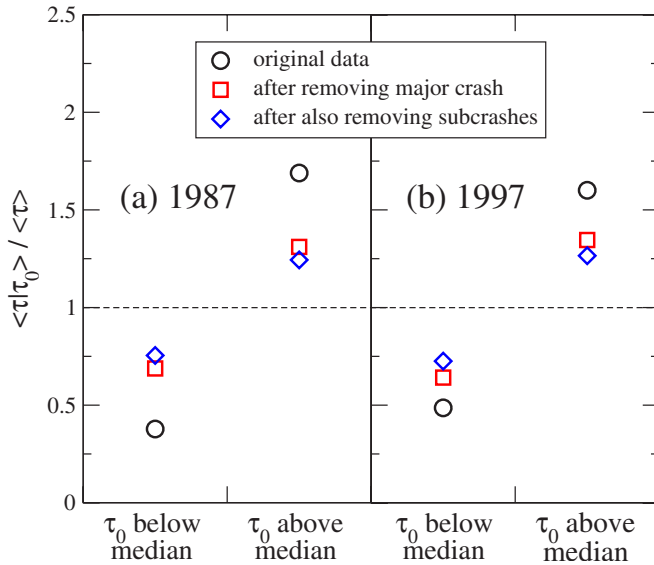 2.5
2
1.5
1
0.5
0
<τ|τ₀> / <τ>
original data
after removing major crash
after also removing subcrashes
(a) 1987
(b) 1997
τ₀ below
median
τ₀ above
median
τ₀ below
median
τ₀ above
median